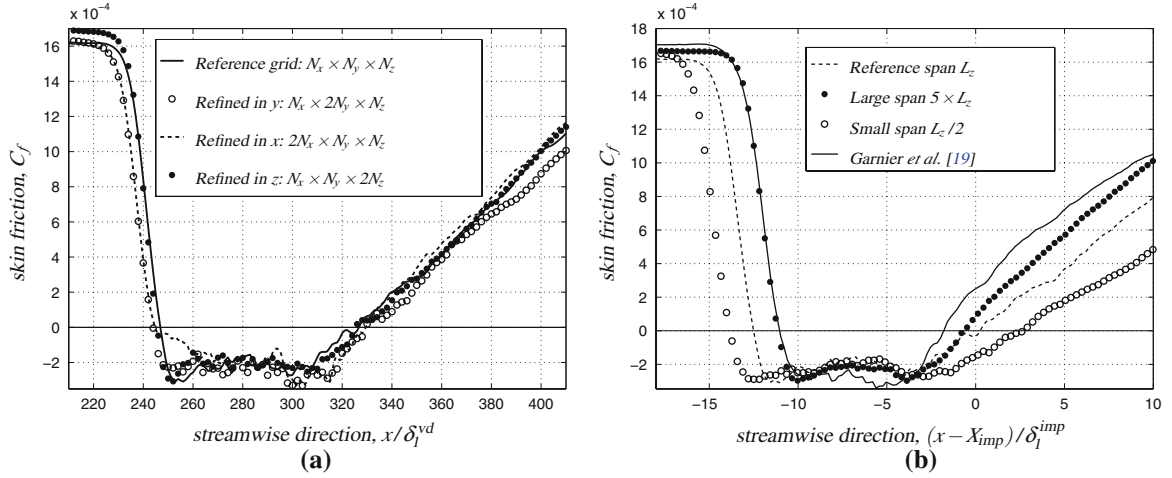 x 10⁻⁴
16
14
12
10
8
6
4
2
0
−2
skin friction, C_f
Reference grid: N_x × N_y × N_z
Refined in y: N_x × 2N_y × N_z
Refined in x: 2N_x × N_y × N_z
Refined in z: N_x × N_y × 2N_z
220 240 260 280 300 320 340 360 380 400
streamwise direction, x/δ_1^vd
(a)
x 10⁻⁴
18
16
14
12
10
8
6
4
2
0
−2
skin friction, C_f
Reference span L_z
Large span 5 × L_z
Small span L_z/2
Garnier et al. [19]
−15 −10 −5 0 5 10
streamwise direction, (x − X_imp)/δ_1^imp
(b)